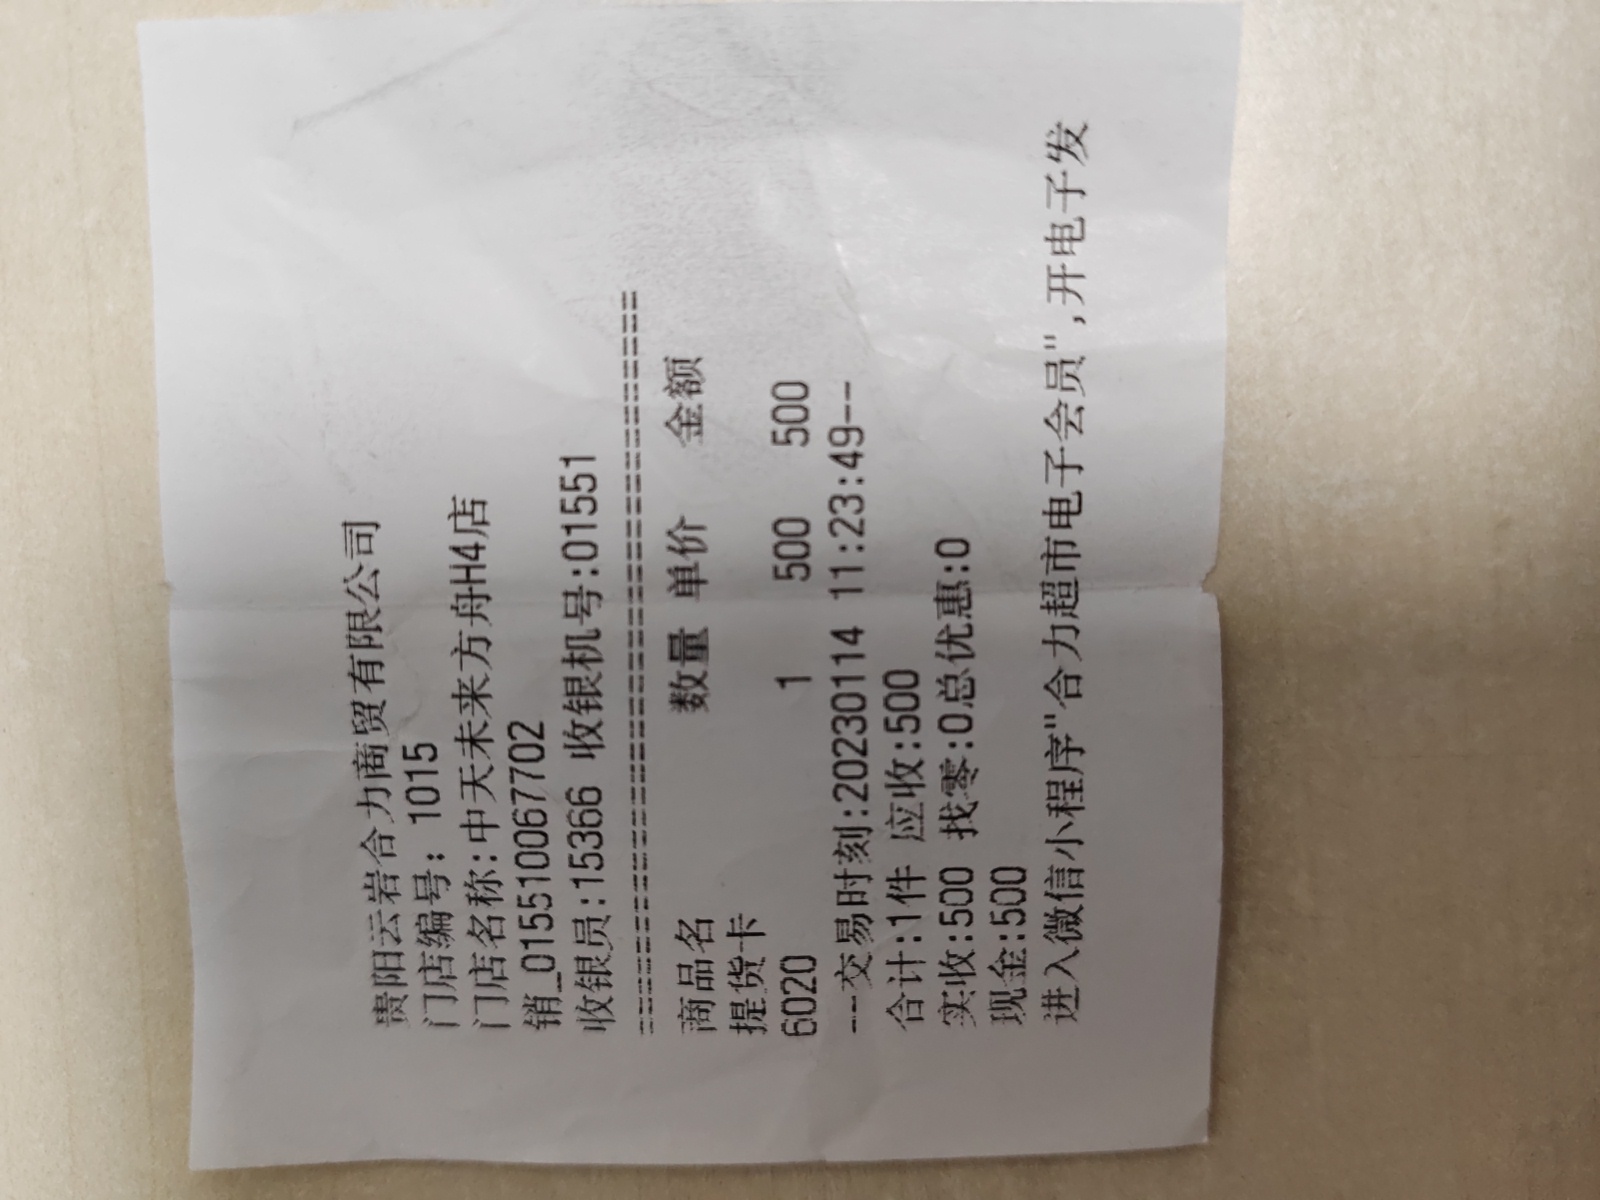 贵阳云岩合力商贸有限公司
门店编号: 1015
门店名称:中天未来方舟H4店
销_015510067702
收银员:15366 收银机号:01551
==========================================
商品名 数量 单价 金额
提货卡
6020 1 500 500
--交易时刻:20230114 11:23:49--
合计:1件 应收:500
实收:500 找零:0总优惠:0
现金:500
进入微信小程序"合力超市电子会员",开电子发